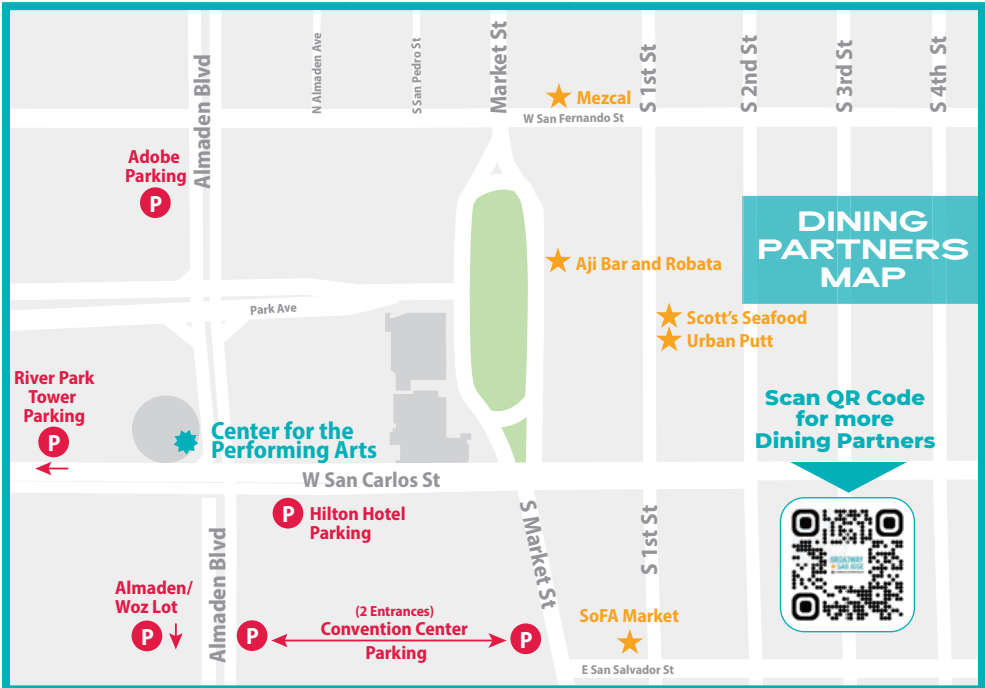 Almaden Blvd
N Almaden Ave
S San Pedro St
Market St
S 1st St
S 2nd St
S 3rd St
S 4th St
Mezcal
W San Fernando St
Adobe
Parking
P
DINING
PARTNERS
MAP
Aji Bar and Robata
Park Ave
Scott's Seafood
Urban Putt
River Park
Tower
Parking
P
Center for the
Performing Arts
Scan QR Code
for more
Dining Partners
W San Carlos St
P
Hilton Hotel
Parking
S Market St
S 1st St
Almaden Blvd
Almaden/
Woz Lot
P
P
(2 Entrances)
Convention Center
Parking
P
SoFA Market
E San Salvador St
BROADWAY
SAN JOSE